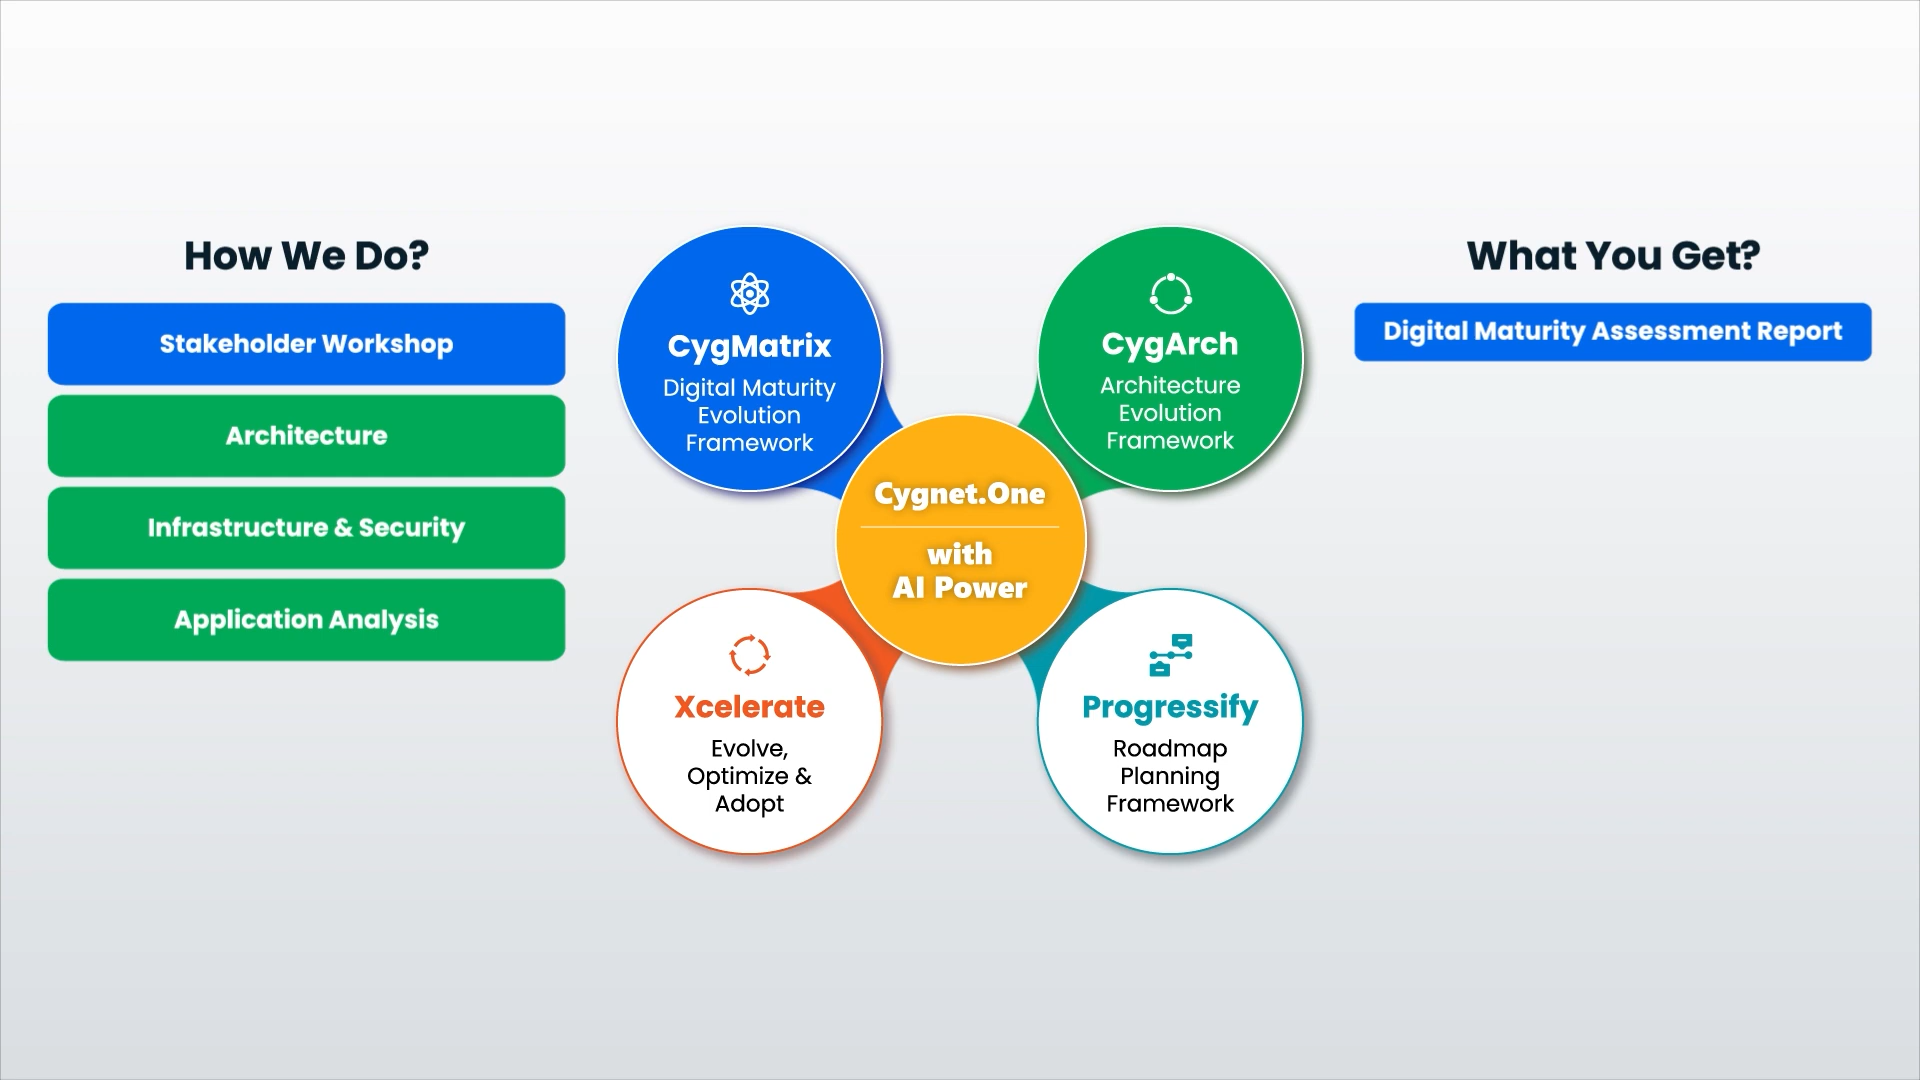 How We Do?
Stakeholder Workshop
Architecture
Infrastructure & Security
Application Analysis
CygMatrix
Digital Maturity
Evolution
Framework
CygArch
Architecture
Evolution
Framework
Cygnet.One
with
AI Power
Xcelerate
Evolve,
Optimize &
Adopt
Progressify
Roadmap
Planning
Framework
What You Get?
Digital Maturity Assessment Report